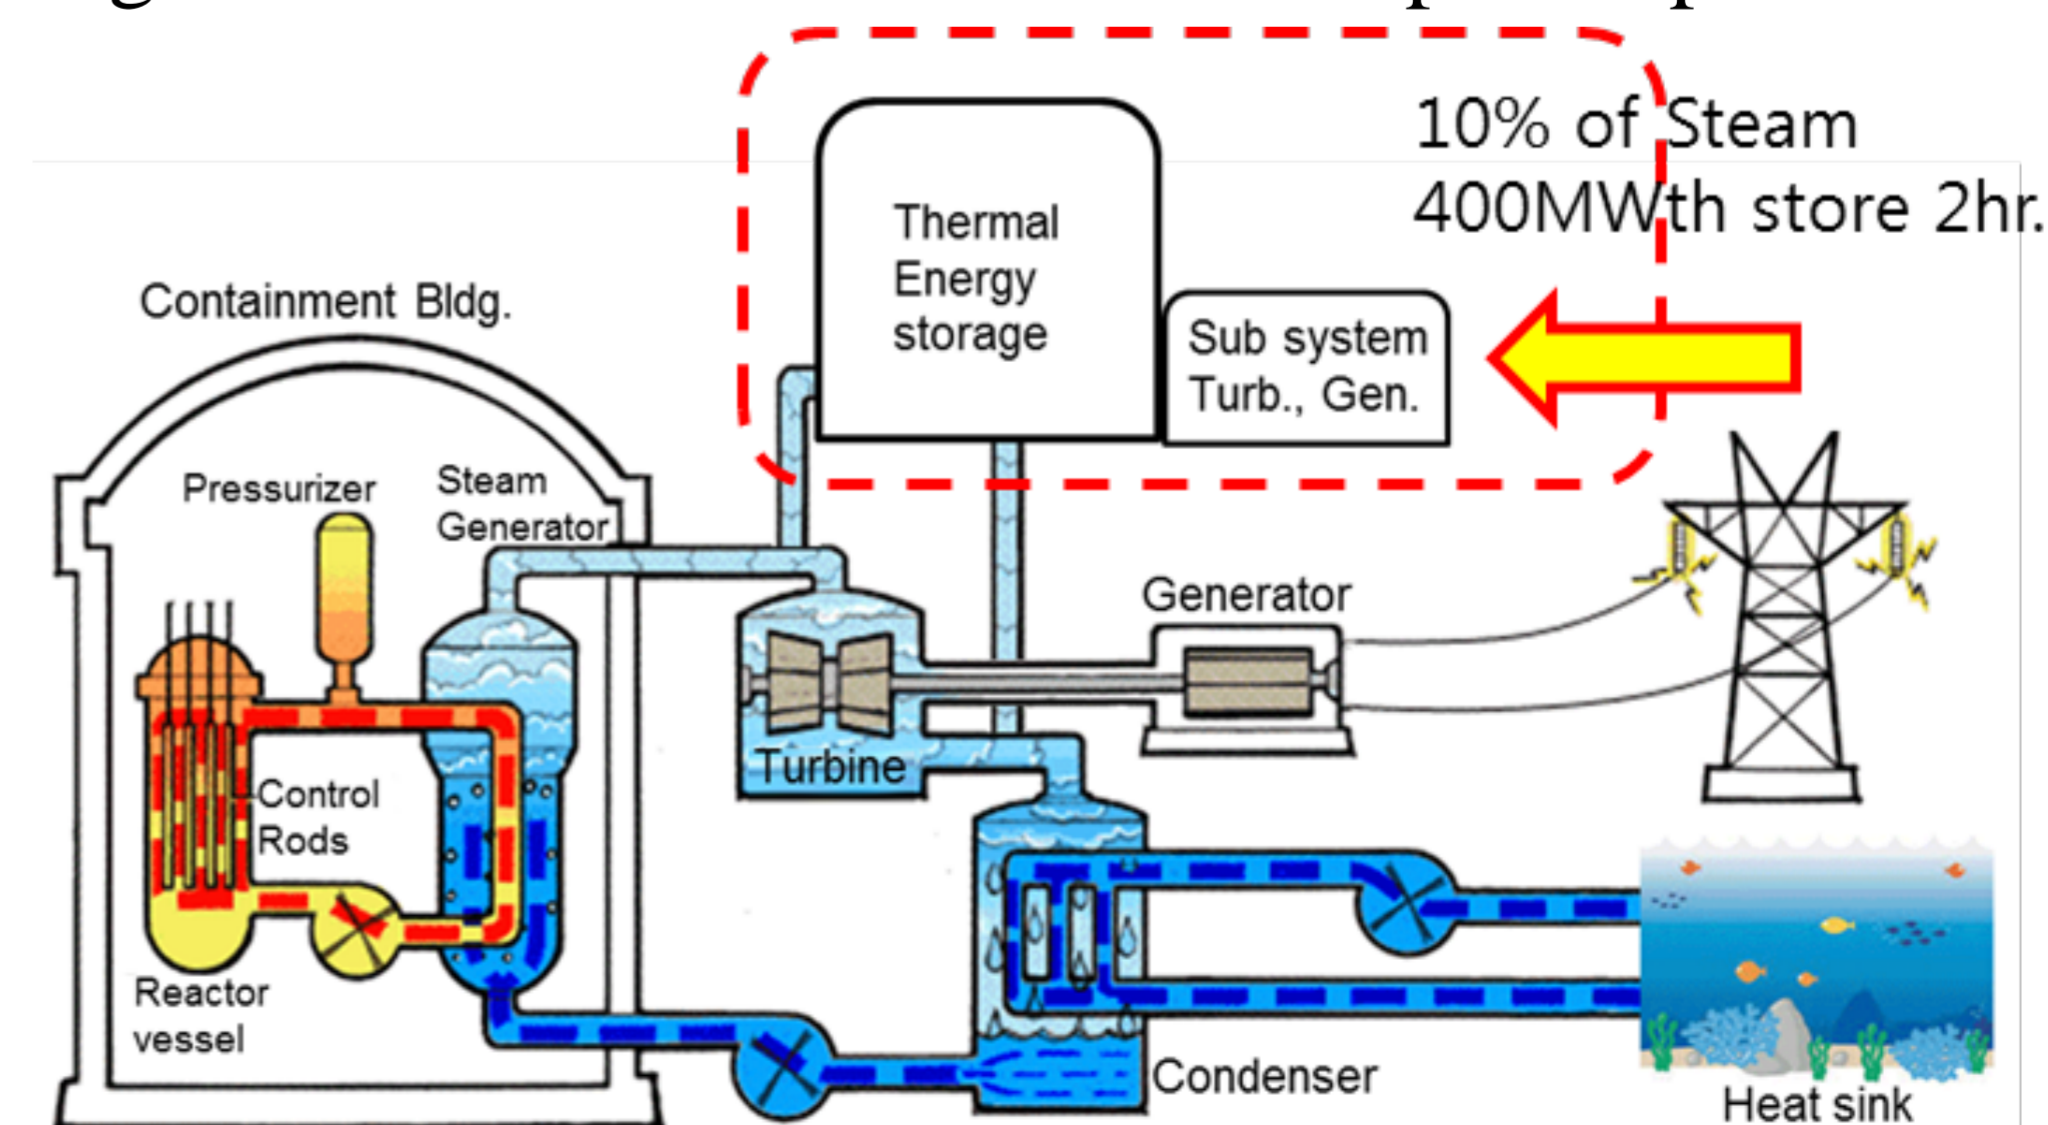 10% of Steam
400MWth store 2hr.
Thermal
Energy
storage
Sub system
Turb., Gen.
Containment Bldg.
Pressurizer
Steam
Generator
Generator
Turbine
Control
Rods
Reactor
vessel
Condenser
Heat sink